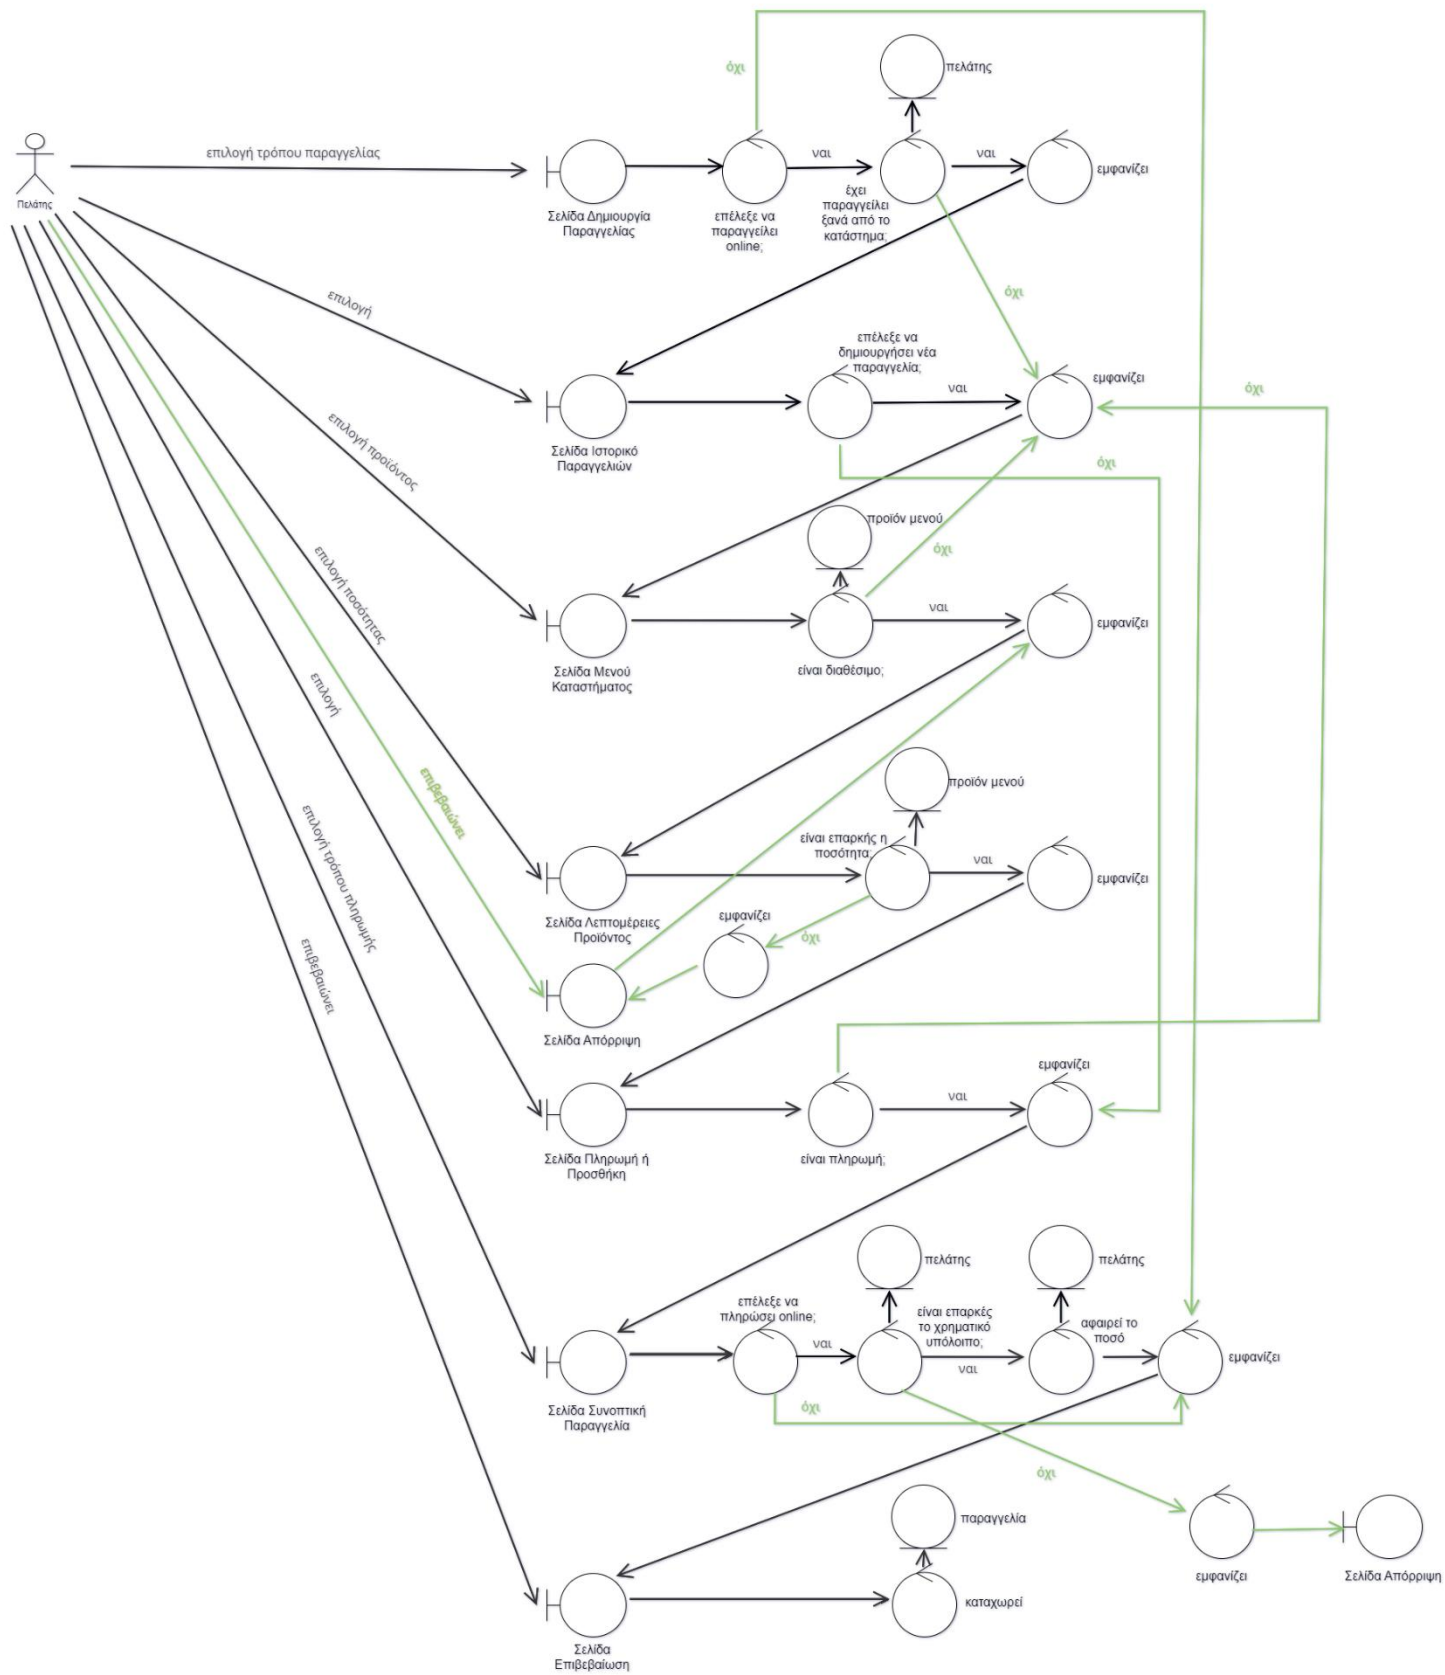 όχι
πελάτης
επιλογή τρόπου παραγγελίας
ναι
ναι
εμφανίζει
Πελάτης
Σελίδα Δημιουργία
Παραγγελίας
επέλεξε να
παραγγείλει
online;
έχει
παραγγείλει
ξανά από το
κατάστημα;
επιλογή
όχι
επέλεξε να
δημιουργήσει νέα
παραγγελία;
ναι
εμφανίζει
όχι
Σελίδα Ιστορικό
Παραγγελιών
επιλογή προϊόντος
όχι
προϊόν μενού
όχι
ναι
εμφανίζει
Σελίδα Μενού
Καταστήματος
είναι διαθέσιμο;
επιλογή ποσότητας
επιλογή
επιβεβαιώνει
προϊόν μενού
είναι επαρκής η
ποσότητα;
ναι
εμφανίζει
Σελίδα Λεπτομέρειες
Προϊόντος
εμφανίζει
όχι
επιλογή τρόπου πληρωμής
επιβεβαιώνει
Σελίδα Απόρριψη
εμφανίζει
ναι
Σελίδα Πληρωμή ή
Προσθήκη
είναι πληρωμή;
πελάτης
πελάτης
επέλεξε να
πληρώσει online;
ναι
είναι επαρκές
το χρηματικό
υπόλοιπο;
ναι
αφαιρεί το
ποσό
εμφανίζει
Σελίδα Συνοπτική
Παραγγελία
όχι
όχι
παραγγελία
εμφανίζει
Σελίδα Απόρριψη
καταχωρεί
Σελίδα
Επιβεβαίωση